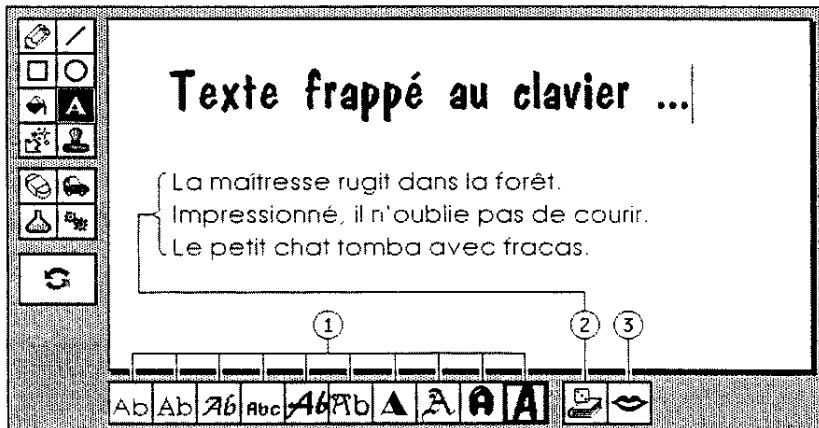 A
Texte frappé au clavier ...
La maîtresse rugit dans la forêt.
Impressionné, il n'oublie pas de courir.
Le petit chat tomba avec fracas.
1 2 3
Ab Ab Ab Abc Ab Ab A A A A